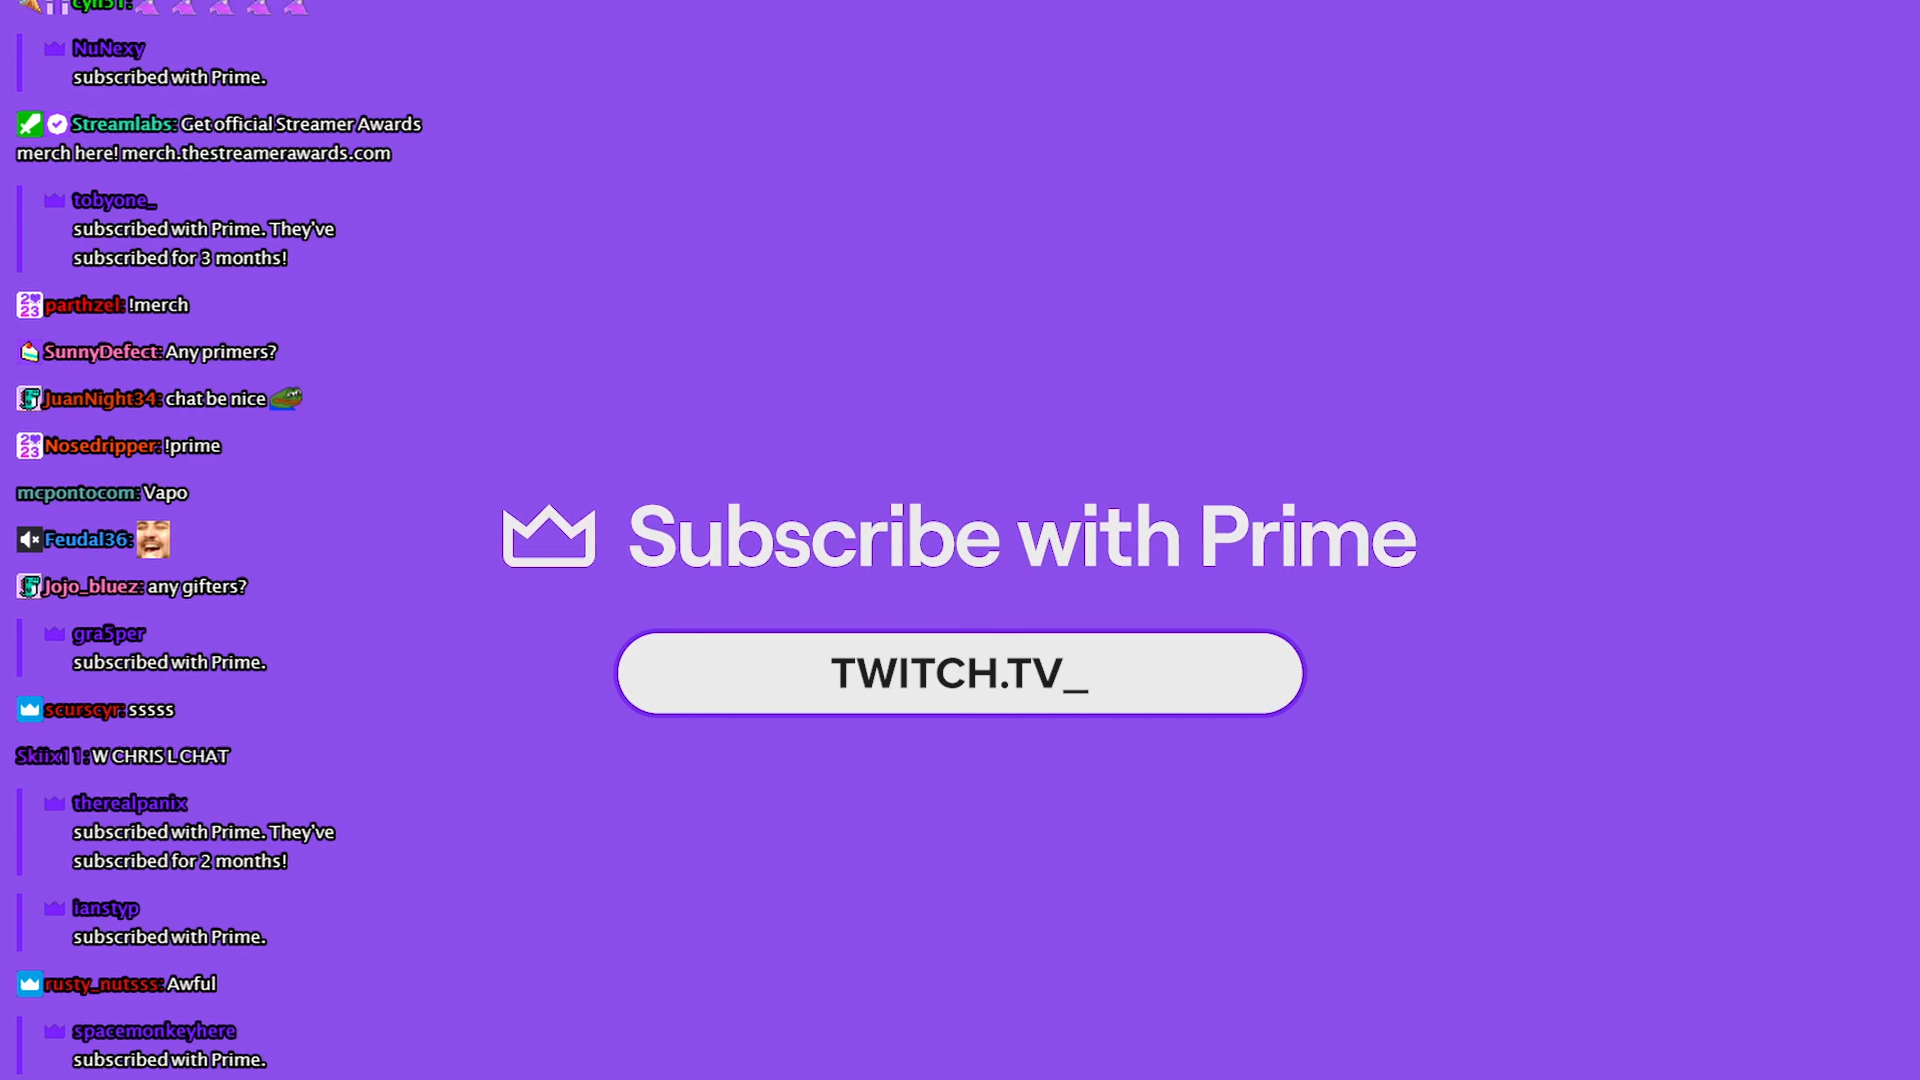 cyn51:
NuNexy
subscribed with Prime.
Streamlabs: Get official Streamer Awards
merch here! merch.thestreamerawards.com
tobyone_
subscribed with Prime. They've
subscribed for 3 months!
parthzel: !merch
SunnyDefect: Any primers?
JuanNight34: chat be nice
Nosedripper: !prime
mcpontocom: Vapo
Feudal36:
Jojo_bluez: any gifters?
gra5per
subscribed with Prime.
scurscyr: sssss
Skiix11: W CHRIS L CHAT
therealpanix
subscribed with Prime. They've
subscribed for 2 months!
ianstyp
subscribed with Prime.
rusty_nutsss: Awful
spacemonkeyhere
subscribed with Prime.
Subscribe with Prime
TWITCH.TV_